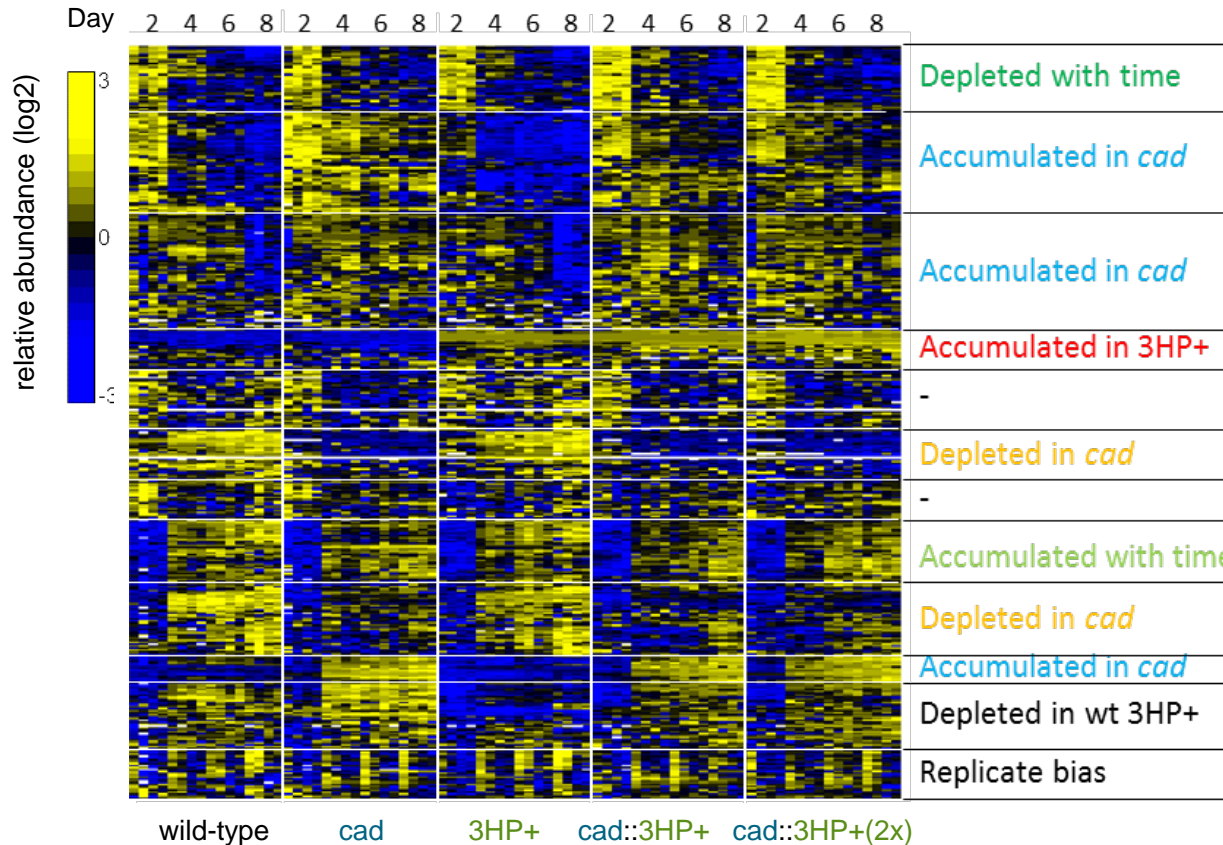 Day 2 4 6 8 2 4 6 8 2 4 6 8 2 4 6 8 2 4 6 8
relative abundance (log2)
3
0
-3
Depleted with time
Accumulated in cad
Accumulated in cad
Accumulated in 3HP+
-
Depleted in cad
-
Accumulated with time
Depleted in cad
Accumulated in cad
Depleted in wt 3HP+
Replicate bias
wild-type cad 3HP+ cad::3HP+ cad::3HP+(2x)